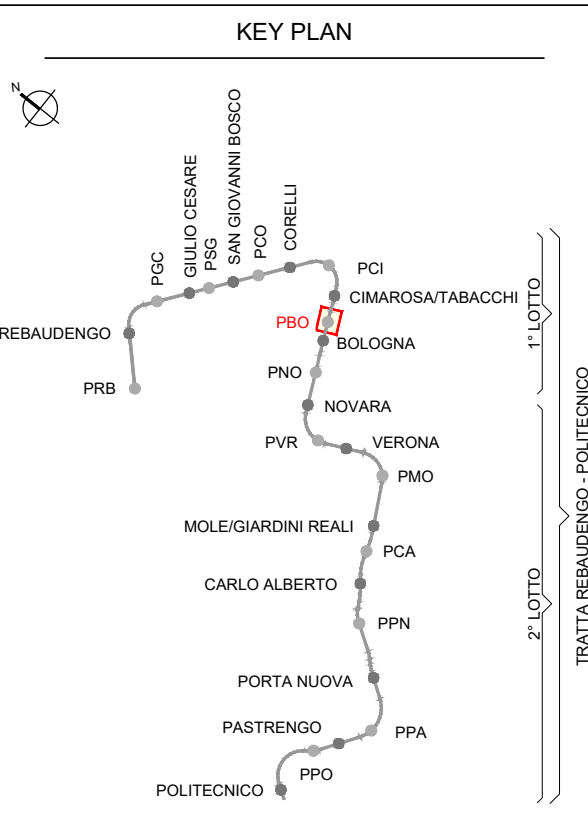 KEY PLAN
N
REBAUDENGO
PRB
PGC
GIULIO CESARE
PSG
SAN GIOVANNI BOSCO
PCO
CORELLI
PCI
CIMAROSA/TABACCHI
PBO
BOLOGNA
PNO
NOVARA
PVR
VERONA
PMO
MOLE/GIARDINI REALI
PCA
CARLO ALBERTO
PPN
PORTA NUOVA
PPA
PASTRENGO
PPO
POLITECNICO
1° LOTTO
2° LOTTO
TRATTA REBAUDENGO - POLITECNICO